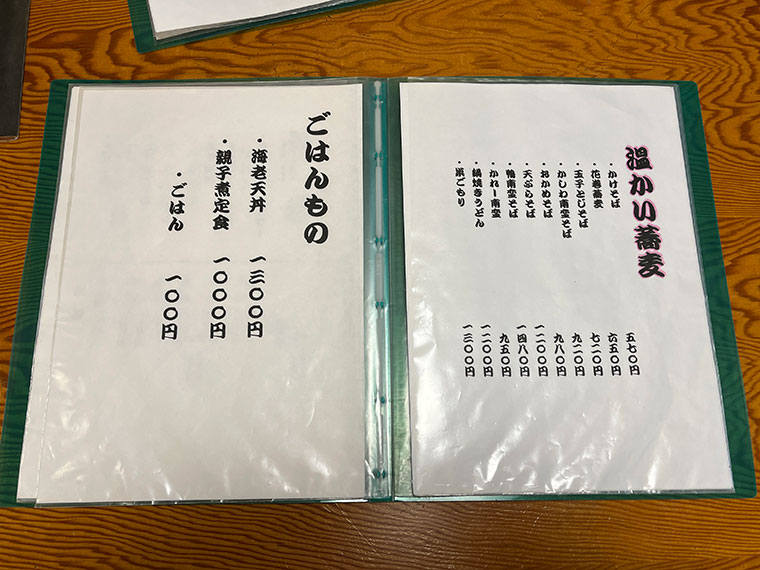 温かい蕎麦
・かけそば 五七〇円
・花巻蕎麦 六五〇円
・玉子とじそば 七二〇円
・かしわ南蛮そば 九二〇円
・おかめそば 九八〇円
・天ぷらそば 一二〇〇円
・鴨南蛮そば 一四八〇円
・かれー南蛮 九五〇円
・鍋焼きうどん 一二〇〇円
・巣ごもり 一三〇〇円
ごはんもの
・海老天丼 一三〇〇円
・親子煮定食 一〇〇〇円
・ごはん 一〇〇円